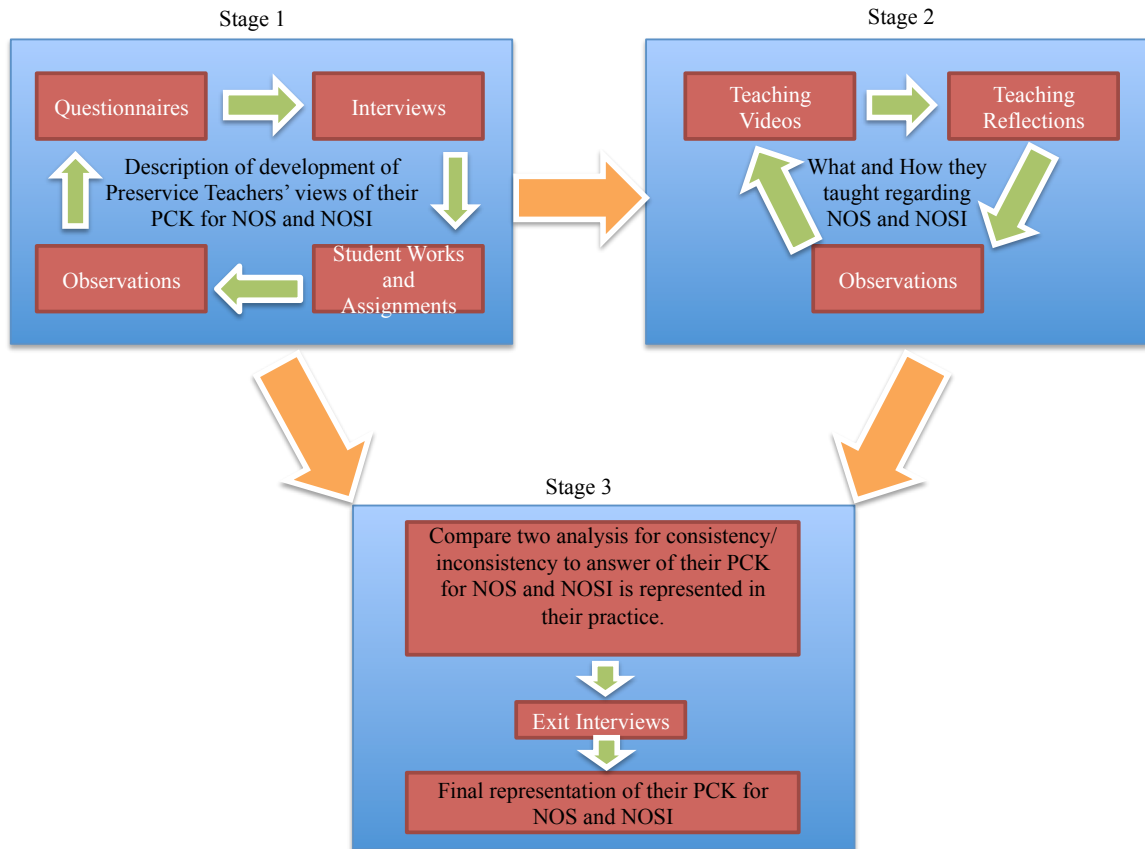 Stage 1
Questionnaires
Interviews
Description of development of
Preservice Teachers’ views of their
PCK for NOS and NOSI
Observations
Student Works
and
Assignments
Stage 2
Teaching
Videos
Teaching
Reflections
What and How they
taught regarding
NOS and NOSI
Observations
Stage 3
Compare two analysis for consistency/
inconsistency to answer of their PCK
for NOS and NOSI is represented in
their practice.
Exit Interviews
Final representation of their PCK for
NOS and NOSI